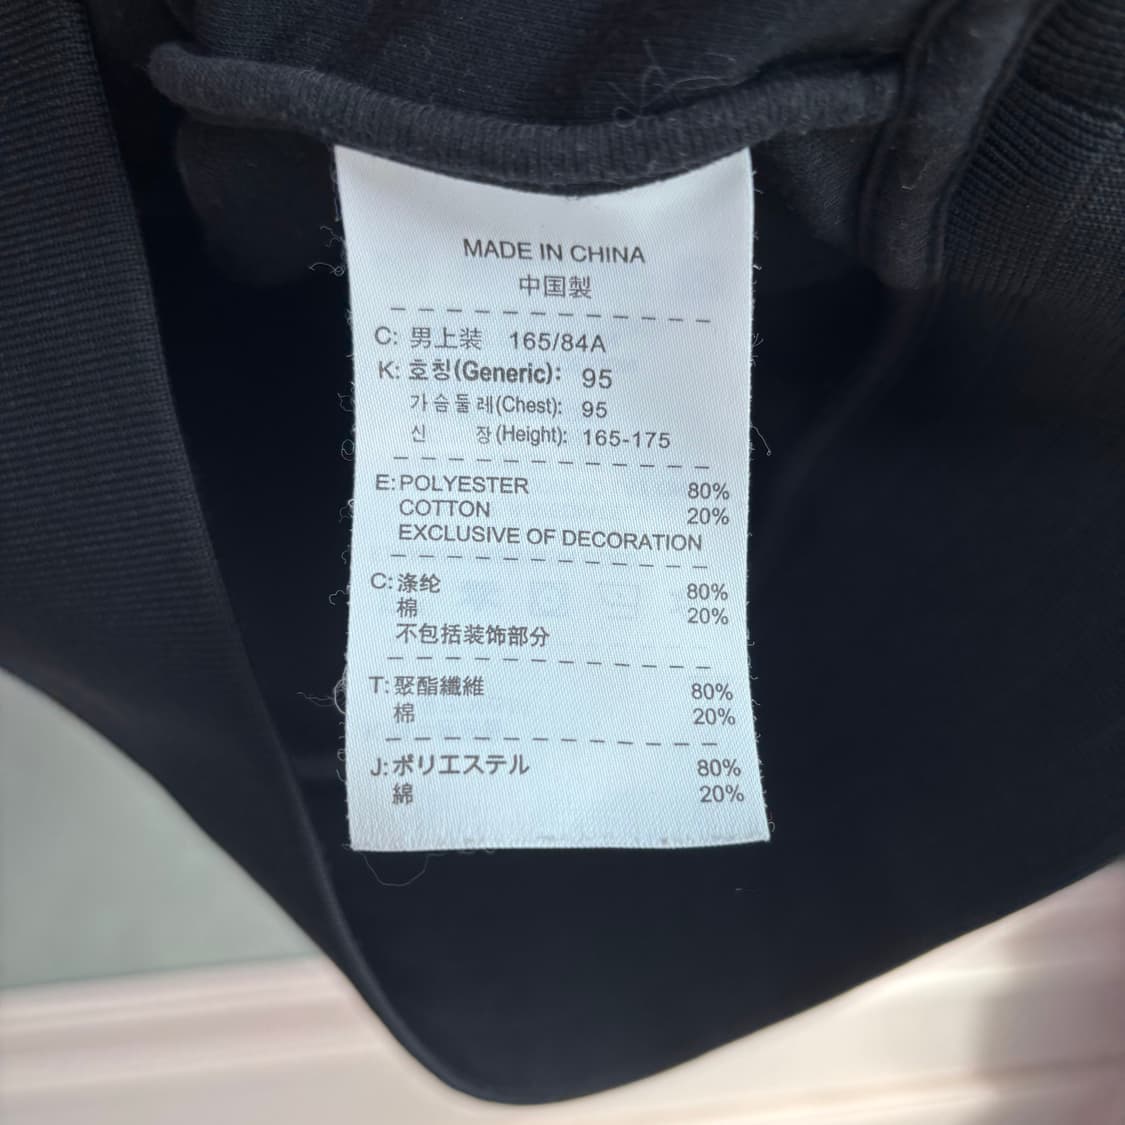 MADE IN CHINA
中国製
C: 男上装 165/84A
K: 호칭(Generic): 95
가슴둘레(Chest): 95
신 장(Height): 165-175
E: POLYESTER 80%
COTTON 20%
EXCLUSIVE OF DECORATION
C: 涤纶 80%
棉 20%
不包括装饰部分
T: 聚酯纖維 80%
棉 20%
J: ポリエステル 80%
綿 20%